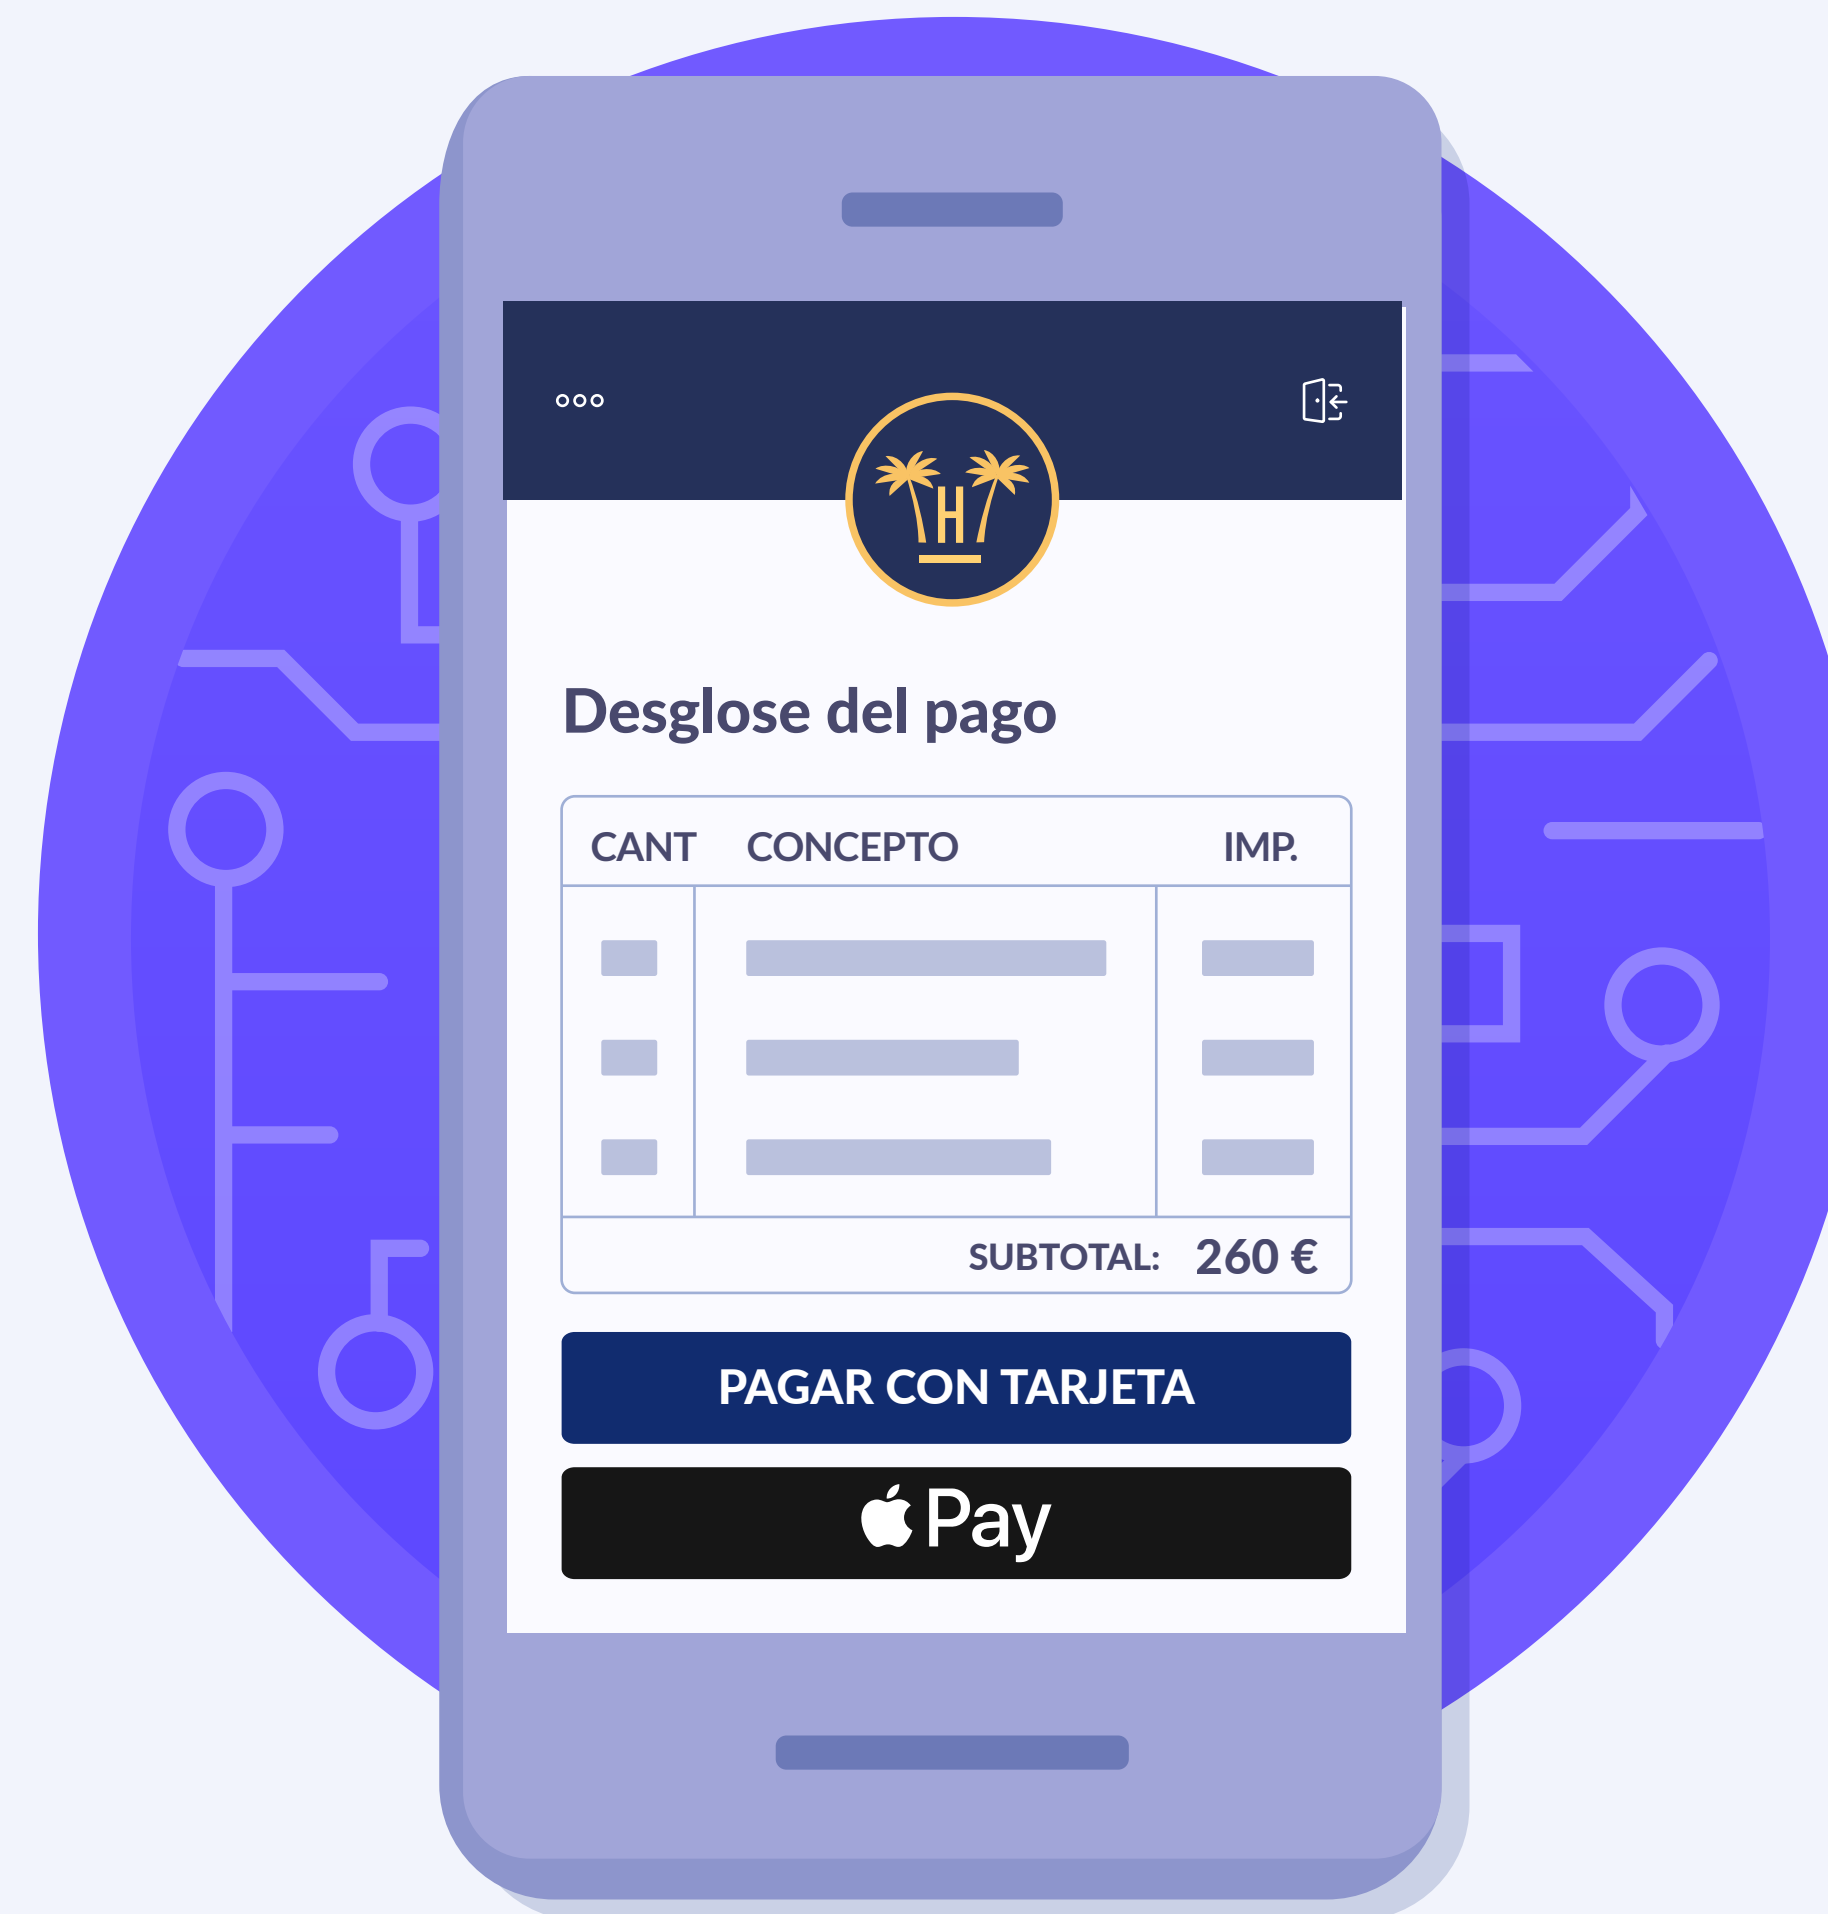 H
Desglose del pago
CANT CONCEPTO IMP.
SUBTOTAL: 260 €
PAGAR CON TARJETA
Pay